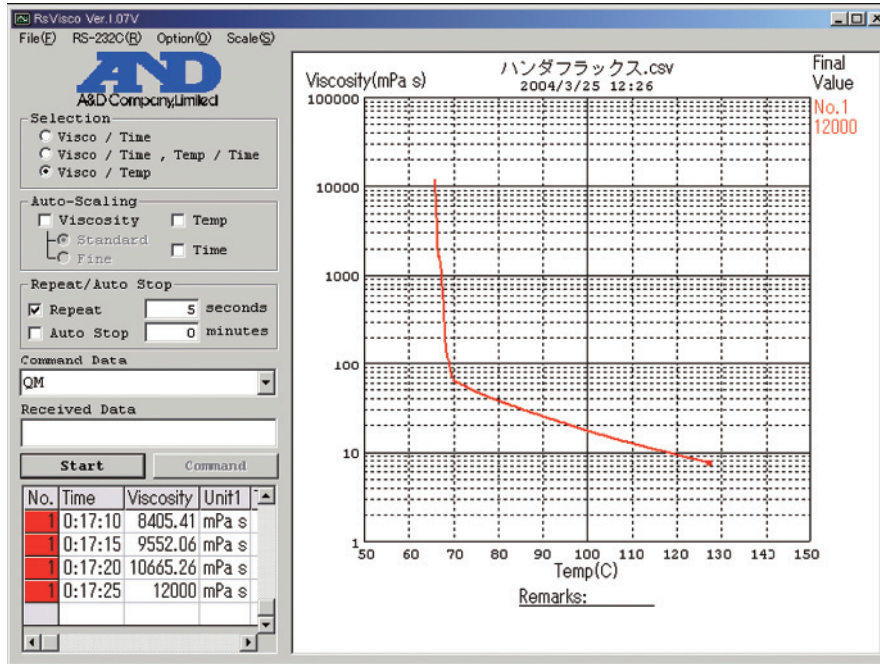 RsVisco Ver.1.07V
File(F) RS-232C(R) Option(O) Scale(S)
AND
A&D Company,Limited
Selection
Visco / Time
Visco / Time , Temp / Time
Visco / Temp
Auto-Scaling
Viscosity Temp
Standard
Fine
Time
Repeat/Auto Stop
Repeat 5 seconds
Auto Stop 0 minutes
Command Data
QM
Received Data
Start Command
No. Time Viscosity Unit1
1 0:17:10 8405.41 mPa s
1 0:17:15 9552.06 mPa s
1 0:17:20 10665.26 mPa s
1 0:17:25 12000 mPa s
Viscosity(mPa s)
ハンダフラックス.csv
2004/3/25 12:26
Final
Value
No.1
12000
100000
10000
1000
100
10
1
50 60 70 80 90 100 110 120 130 140 150
Temp(C)
Remarks: